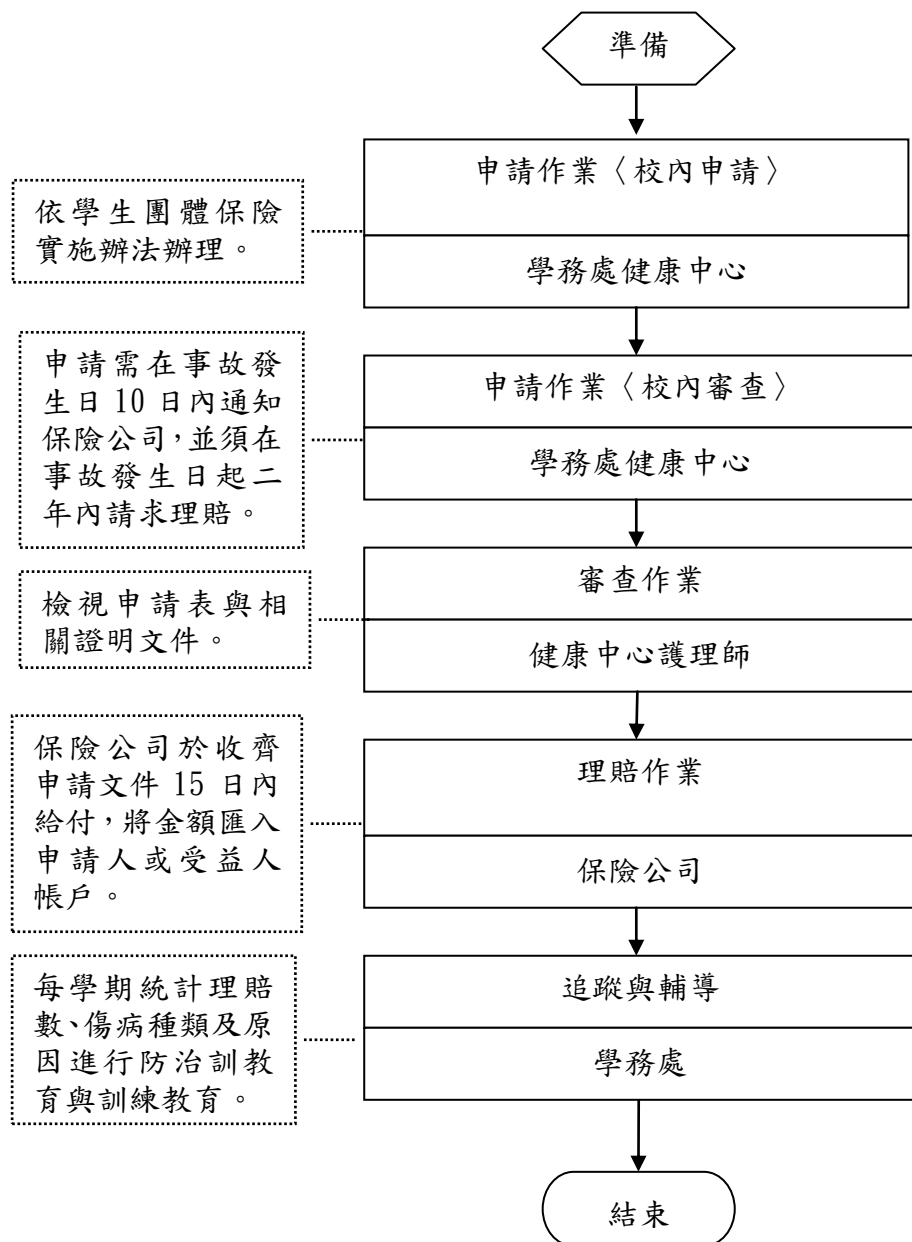 準備
申請作業〈校內申請〉
學務處健康中心
依學生團體保險
實施辦法辦理。
申請作業〈校內審查〉
學務處健康中心
申請需在事故發
生日 10 日內通知
保險公司，並須在
事故發生日起二
年內請求理賠。
審查作業
健康中心護理師
檢視申請表與相
關證明文件。
理賠作業
保險公司
保險公司於收齊
申請文件 15 日內
給付，將金額匯入
申請人或受益人
帳戶。
追蹤與輔導
學務處
每學期統計理賠
數、傷病種類及原
因進行防治訓教
育與訓練教育。
結束